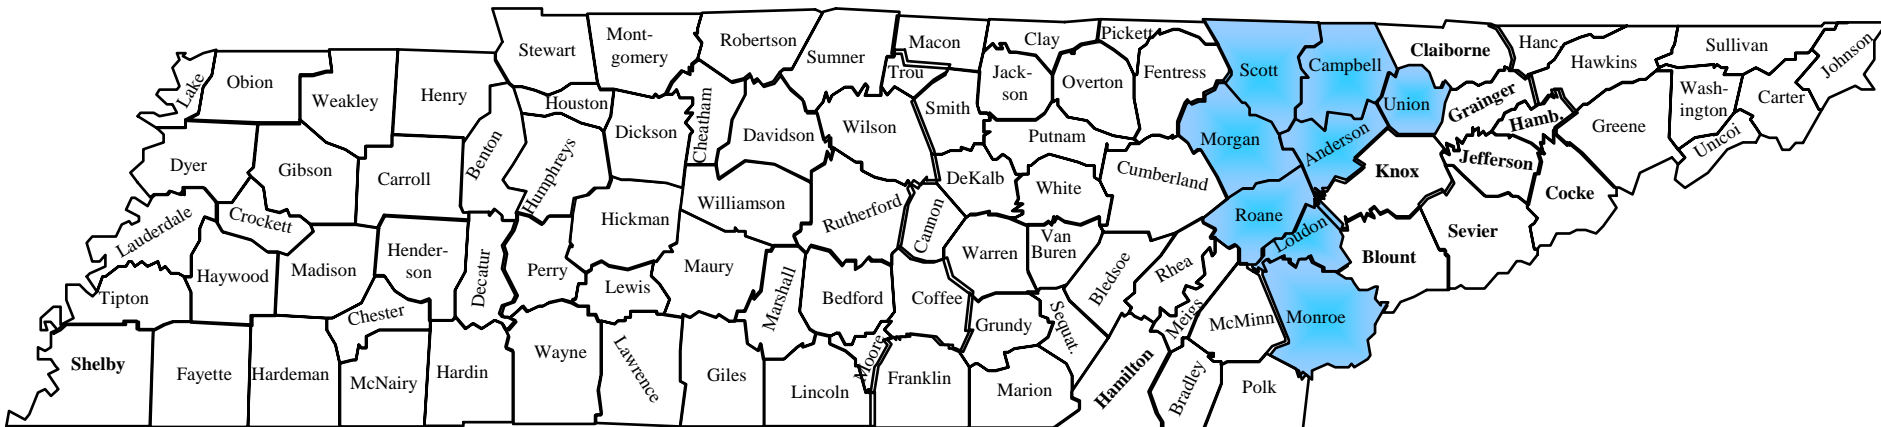 Stewart
Mont-
gomery
Robertson
Sumner
Macon
Trou
Clay
Pickett
Fentress
Scott
Campbell
Claiborne
Hanc.
Hawkins
Sullivan
Johnson
Lake
Obion
Weakley
Henry
Houston
Dickson
Cheatham
Davidson
Wilson
Smith
Jack-
son
Overton
Putnam
Morgan
Anderson
Union
Grainger
Hamb.
Greene
Wash-
ington
Carter
Unicoi
Dyer
Gibson
Carroll
Benton
Humphreys
Hickman
Williamson
Rutherford
Cannon
DeKalb
White
Cumberland
Roane
Loudon
Knox
Jefferson
Cocke
Sevier
Blount
Lauderdale
Crockett
Haywood
Madison
Hender-
son
Decatur
Perry
Lewis
Maury
Marshall
Bedford
Coffee
Warren
Van
Buren
Bledsoe
Rhea
Meigs
McMinn
Monroe
Tipton
Chester
Shelby
Fayette
Hardeman
McNairy
Hardin
Wayne
Lawrence
Giles
Lincoln
Moore
Franklin
Grundy
Sequat.
Marion
Hamilton
Bradley
Polk